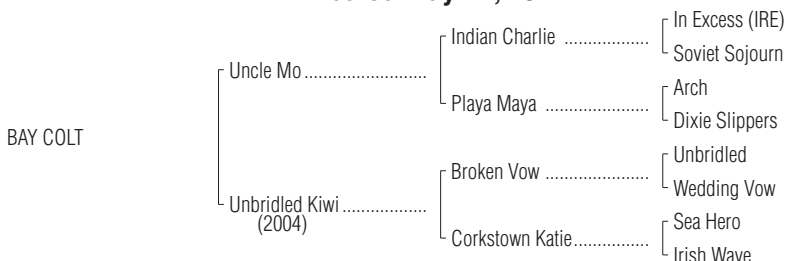 In Excess (IRE)
Indian Charlie ..................
Soviet Sojourn
Uncle Mo ..........................
Arch
Playa Maya ......................
Dixie Slippers
BAY COLT
Unbridled
Broken Vow ......................
Wedding Vow
Unbridled Kiwi ..................
(2004)
Sea Hero
Corkstown Katie................
Irish Wave